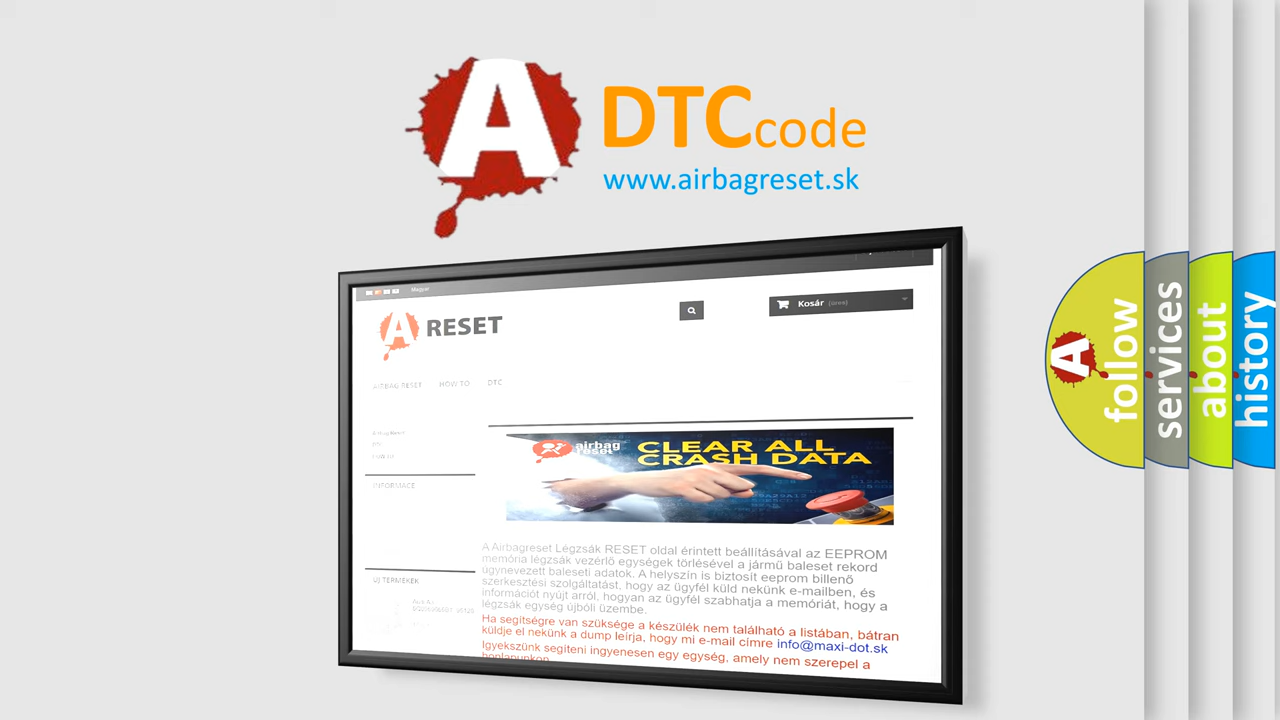 A DTC code
www.airbagreset.sk
Magyar
A RESET
Kosár (üres)
AIRBAG RESET HOW TO DTC
airbag
reset
CLEAR ALL
CRASH DATA
INFORMACE
A Airbagreset Légzsák RESET oldal érintett beállításával az EEPROM
memória légzsák vezérlő egységek törlésével a jármű baleset rekord
úgynevezett baleseti adatok. A helyszín is biztosít eeprom billenő
szerkesztési szolgáltatást, hogy az ügyfél küld nekünk e-mailben, és
információt nyújt arról, hogyan az ügyfél szabhatja a memóriát, hogy a
légzsák egység újbóli üzembe.
Ha segítségre van szüksége a készülék nem található a listában, bátran
küldje el nekünk a dump leírja, hogy mi e-mail címre info@maxi-dot.sk
Igyekszünk segíteni ingyenesen egy egység, amely nem szerepel a
honlapunkon
ÚJ TERMÉKEK
A follow
services
about
history